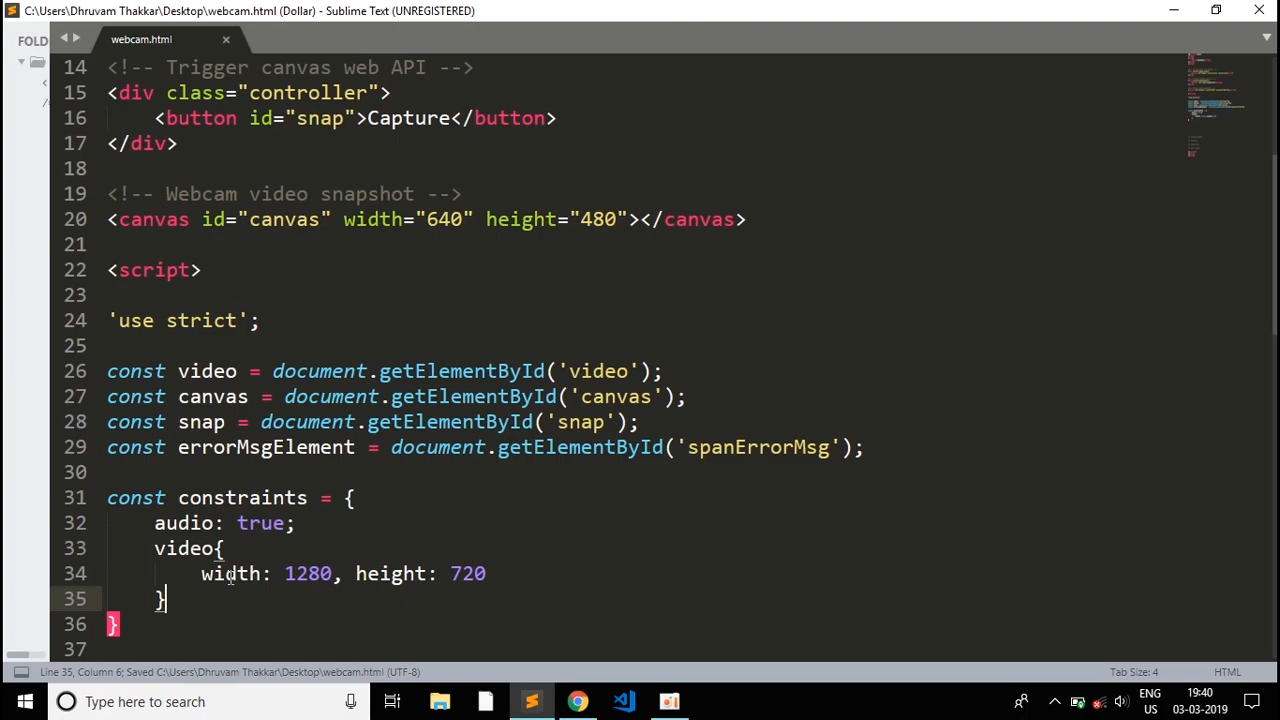 C:\Users\Dhruvam Thakkar\Desktop\webcam.html (Dollar) - Sublime Text (UNREGISTERED)
FOLD
webcam.html
14 <!-- Trigger canvas web API -->
15 <div class="controller">
16 <button id="snap">Capture</button>
17 </div>
18
19 <!-- Webcam video snapshot -->
20 <canvas id="canvas" width="640" height="480"></canvas>
21
22 <script>
23
24 'use strict';
25
26 const video = document.getElementById('video');
27 const canvas = document.getElementById('canvas');
28 const snap = document.getElementById('snap');
29 const errorMsgElement = document.getElementById('spanErrorMsg');
30
31 const constraints = {
32 audio: true;
33 video{
34 width: 1280, height: 720
35 }
36 }
37
Line 35, Column 6; Saved C:\Users\Dhruvam Thakkar\Desktop\webcam.html (UTF-8)
Tab Size: 4
HTML
Type here to search
ENG
US
19:40
03-03-2019